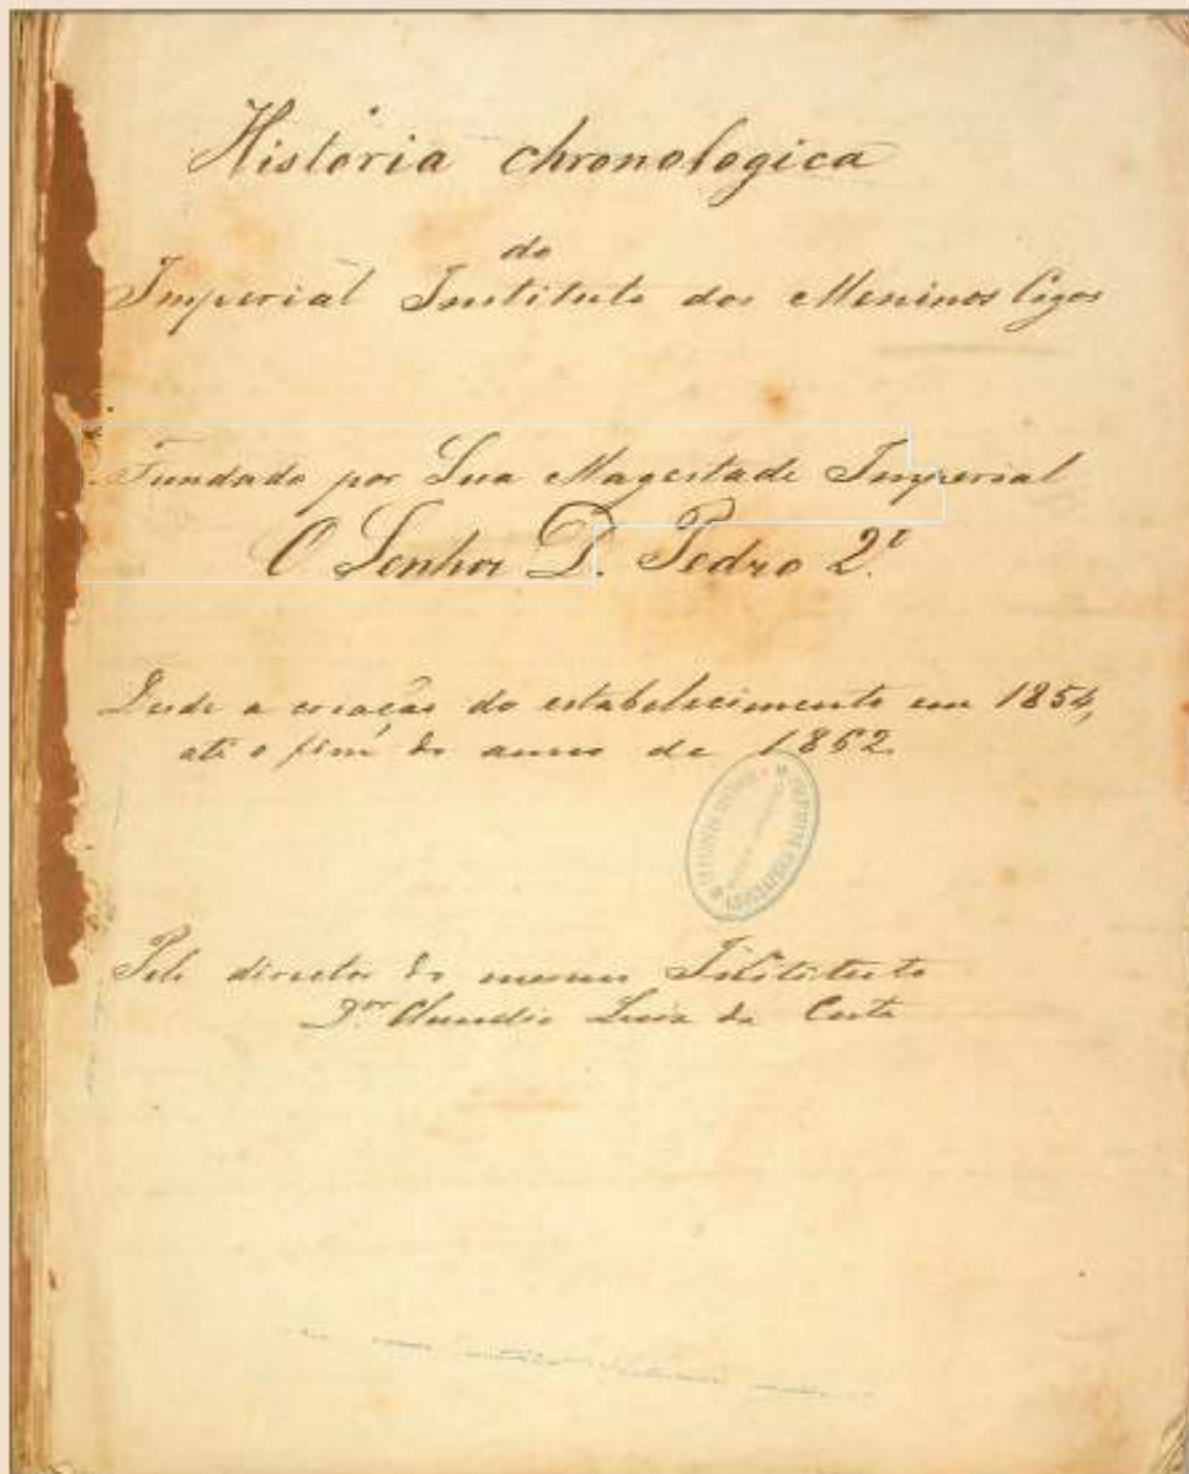 Historia chronologica
do
Imperial Instituto dos Meninos Cegos
Fundado por Sua Magestade Imperial
O Senhor D. Pedro 2º
Desde a creação do estabelecimento em 1854,
até o fim do anno de 1862
Pelo director do mesmo Instituto
Dor Claudio Luiz da Costa